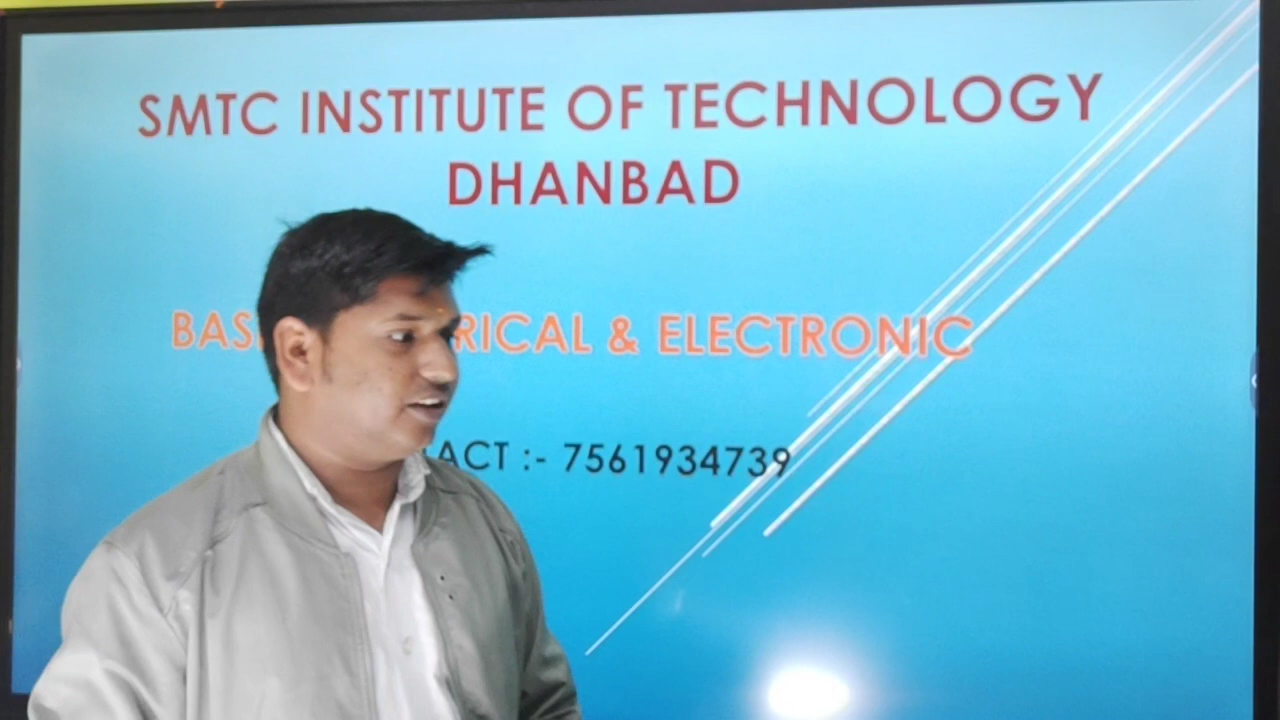 SMTC INSTITUTE OF TECHNOLOGY
DHANBAD
& ELECTRONIC
:- 7561934739